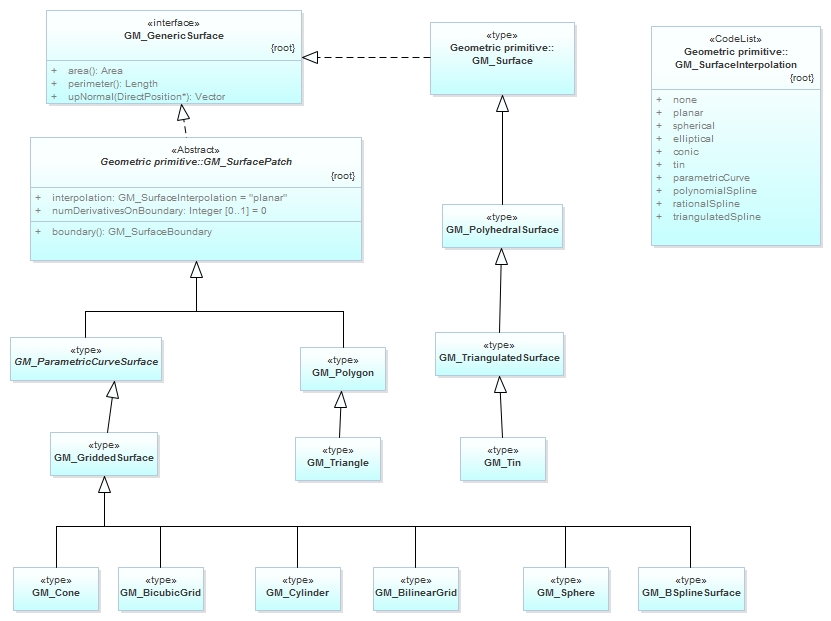 «interface»
GM_GenericSurface
{root}
+ area(): Area
+ perimeter(): Length
+ upNormal(DirectPosition*): Vector
«type»
Geometric primitive::
GM_Surface
«CodeList»
Geometric primitive::
GM_SurfaceInterpolation
{root}
+ none
+ planar
+ spherical
+ elliptical
+ conic
+ tin
+ parametricCurve
+ polynomialSpline
+ rationalSpline
+ triangulatedSpline
«Abstract»
Geometric primitive::GM_SurfacePatch
{root}
+ interpolation: GM_SurfaceInterpolation = "planar"
+ numDerivativesOnBoundary: Integer [0..1] = 0
+ boundary(): GM_SurfaceBoundary
«type»
GM_PolyhedralSurface
«type»
GM_ParametricCurveSurface
«type»
GM_Polygon
«type»
GM_TriangulatedSurface
«type»
GM_GriddedSurface
«type»
GM_Triangle
«type»
GM_Tin
«type»
GM_Cone
«type»
GM_BicubicGrid
«type»
GM_Cylinder
«type»
GM_BilinearGrid
«type»
GM_Sphere
«type»
GM_BSplineSurface